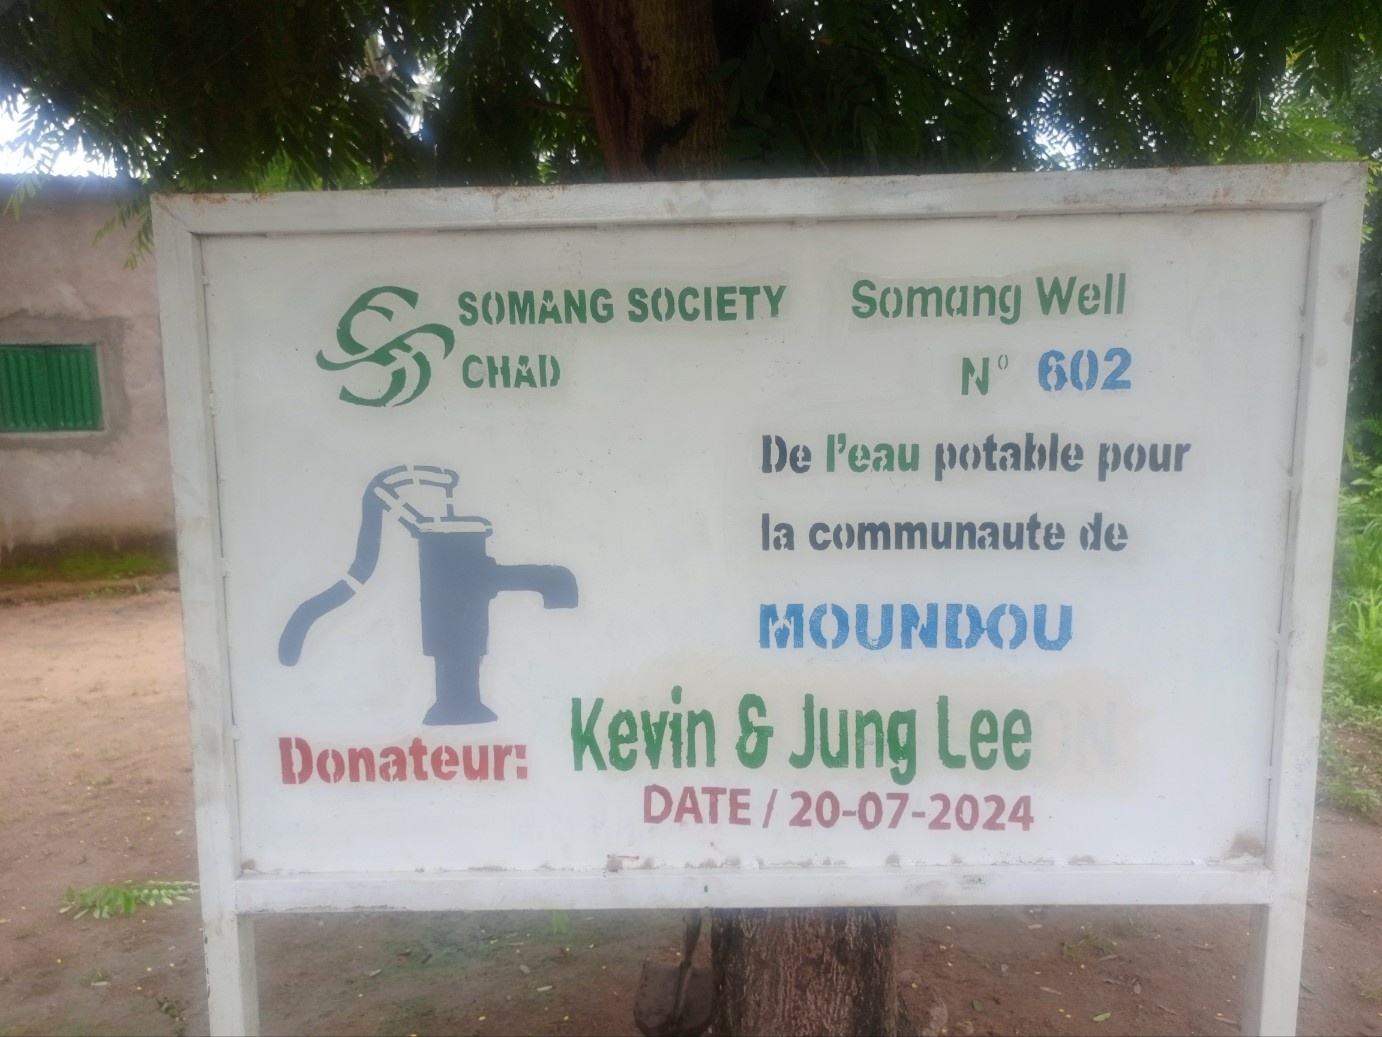 SOMANG SOCIETY
CHAD
Somang Well
N° 602
De l'eau potable pour
la communaute de
MOUNDOU
Donateur: Kevin & Jung Lee
DATE / 20-07-2024